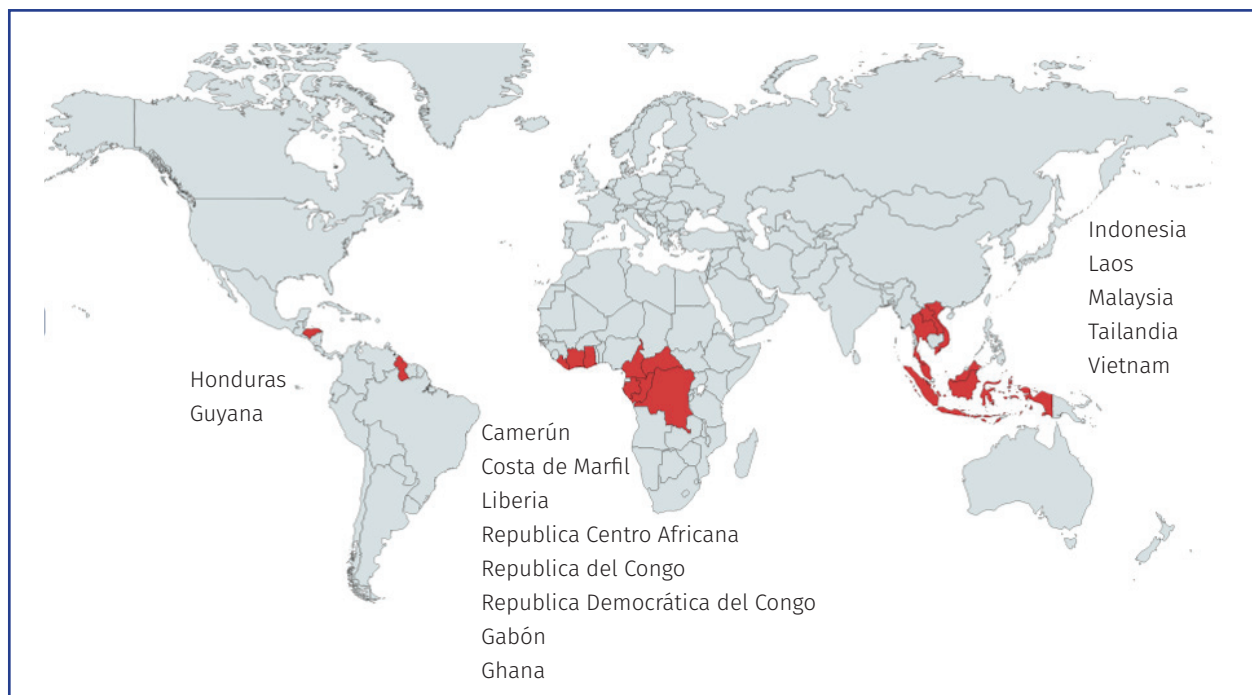 Honduras
Guyana
Camerún
Costa de Marfil
Liberia
Republica Centro Africana
Republica del Congo
Republica Democrática del Congo
Gabón
Ghana
Indonesia
Laos
Malaysia
Tailandia
Vietnam